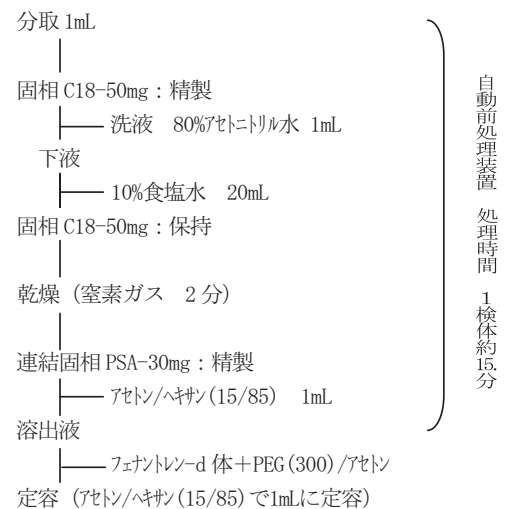 分取 1mL
固相 C18-50mg：精製
洗液　80%ｱｾﾄﾆﾄﾘﾙ水 1mL
下液
10%食塩水　20mL
固相 C18-50mg：保持
乾燥（窒素ガス　2 分）
連結固相 PSA-30mg：精製
ｱｾﾄﾝ/ﾍｷｻﾝ(15/85)　1mL
溶出液
ﾌｪﾅﾝﾄﾚﾝ-d 体＋PEG(300)/ｱｾﾄﾝ
定容（ｱｾﾄﾝ/ﾍｷｻﾝ(15/85)で1mLに定容）
自動前処理装置　処理時間　1検体約15.分